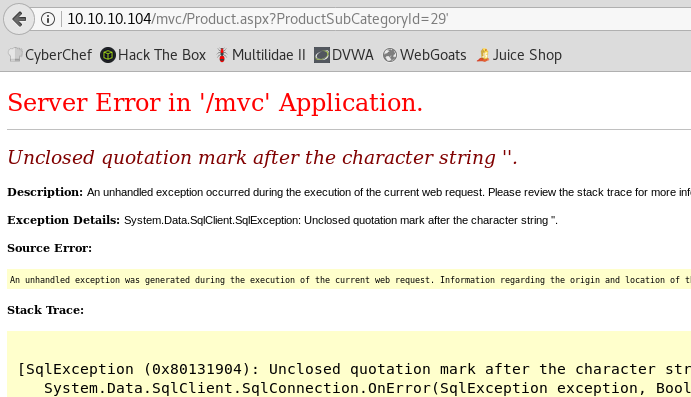 10.10.10.104/mvc/Product.aspx?ProductSubCategoryId=29'
CyberChef Hack The Box Multilidae II DVWA WebGoats Juice Shop
Server Error in '/mvc' Application.
Unclosed quotation mark after the character string ''.
Description: An unhandled exception occurred during the execution of the current web request. Please review the stack trace for more
Exception Details: System.Data.SqlClient.SqlException: Unclosed quotation mark after the character string ''.
Source Error:
An unhandled exception was generated during the execution of the current web request. Information regarding the origin and location of
Stack Trace:
[SqlException (0x80131904): Unclosed quotation mark after the character
System.Data.SqlClient.SqlConnection.OnError(SqlException exception,